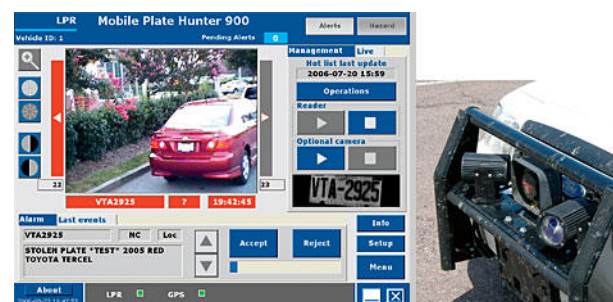 LPR Mobile Plate Hunter 900 Alerts Hazard
Vehicle ID: 1 Pending Alerts 0
Management Live
Hot list last update
2006-07-20 15:59
Operations
Reader
Optional camera
VTA-2925
22 23
VTA2925 ? 19:42:45
Alarm Last events
VTA2925 NC Loc
STOLEN PLATE *TEST* 2005 RED
TOYOTA TERCEL
Accept Reject
Info
Setup
Menu
About LPR GPS